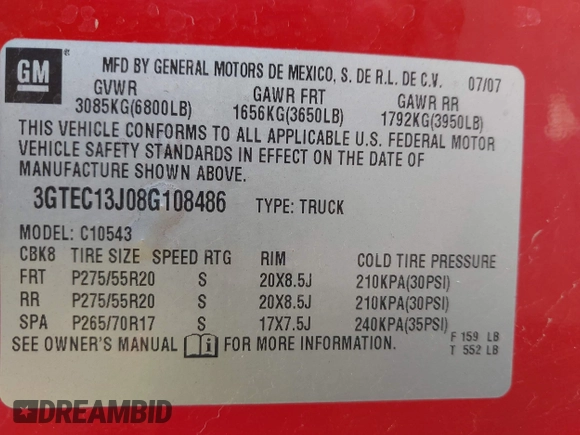 GM
MFD BY GENERAL MOTORS DE MEXICO, S. DE R.L. DE C.V. 07/07
GVWR GAWR FRT GAWR RR
3085KG(6800LB) 1656KG(3650LB) 1792KG(3950LB)
THIS VEHICLE CONFORMS TO ALL APPLICABLE U.S. FEDERAL MOTOR
VEHICLE SAFETY STANDARDS IN EFFECT ON THE DATE OF
MANUFACTURE SHOWN ABOVE.
3GTEC13J08G108486 TYPE: TRUCK
MODEL: C10543
CBK8 TIRE SIZE SPEED RTG RIM COLD TIRE PRESSURE
FRT P275/55R20 S 20X8.5J 210KPA(30PSI)
RR P275/55R20 S 20X8.5J 210KPA(30PSI)
SPA P265/70R17 S 17X7.5J 240KPA(35PSI)
SEE OWNER'S MANUAL i FOR MORE INFORMATION.
F 159 LB
T 552 LB
DREAMBID